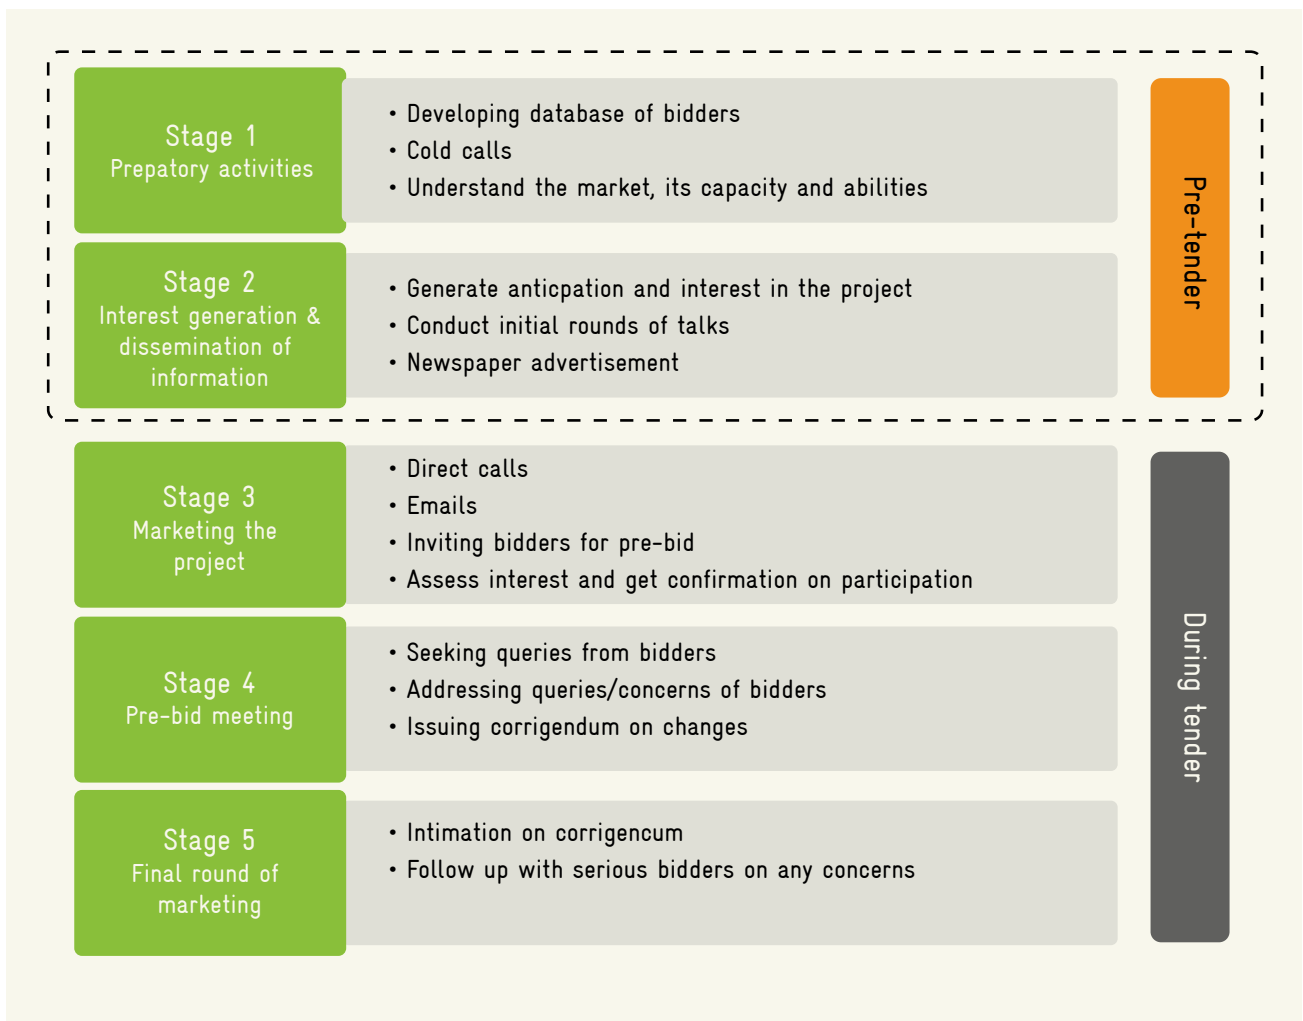 Stage 1
Prepatory activities
• Developing database of bidders
• Cold calls
• Understand the market, its capacity and abilities
Stage 2
Interest generation &
dissemination of
information
• Generate anticpation and interest in the project
• Conduct initial rounds of talks
• Newspaper advertisement
Pre-tender
Stage 3
Marketing the
project
• Direct calls
• Emails
• Inviting bidders for pre-bid
• Assess interest and get confirmation on participation
Stage 4
Pre-bid meeting
• Seeking queries from bidders
• Addressing queries/concerns of bidders
• Issuing corrigendum on changes
Stage 5
Final round of
marketing
• Intimation on corrigencum
• Follow up with serious bidders on any concerns
During tender